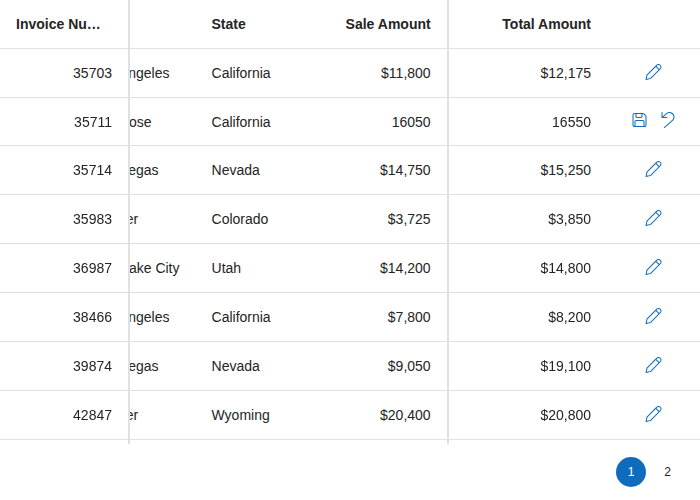 Invoice Nu… State Sale Amount Total Amount
35703 ngeles California $11,800 $12,175
35711 ose California 16050 16550
35714 egas Nevada $14,750 $15,250
35983 er Colorado $3,725 $3,850
36987 ake City Utah $14,200 $14,800
38466 ngeles California $7,800 $8,200
39874 egas Nevada $9,050 $19,100
42847 er Wyoming $20,400 $20,800
1 2